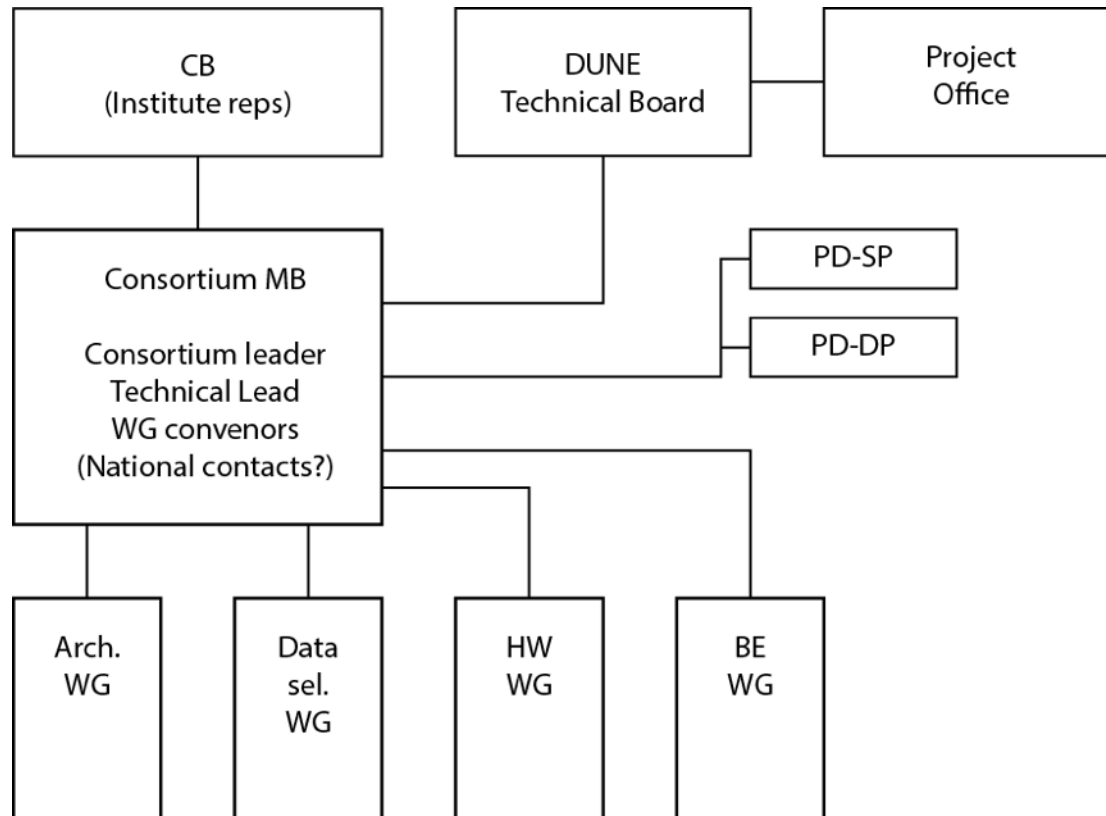 CB
(Institute reps)
DUNE
Technical Board
Project
Office
Consortium MB
Consortium leader
Technical Lead
WG convenors
(National contacts?)
PD-SP
PD-DP
Arch.
WG
Data
sel.
WG
HW
WG
BE
WG